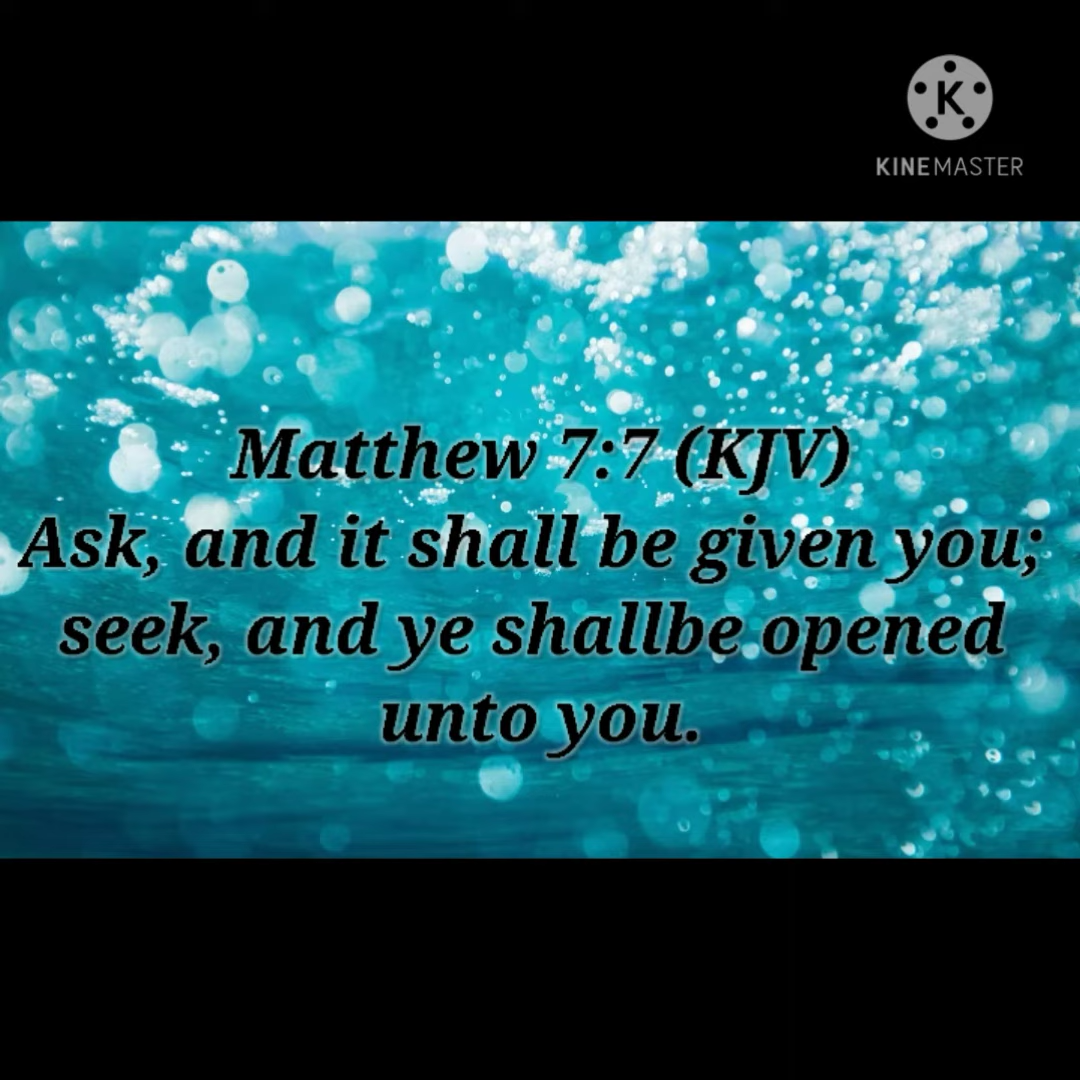 K
KINEMASTER
Matthew 7:7 (KJV)
Ask, and it shall be given you;
seek, and ye shallbe opened
unto you.